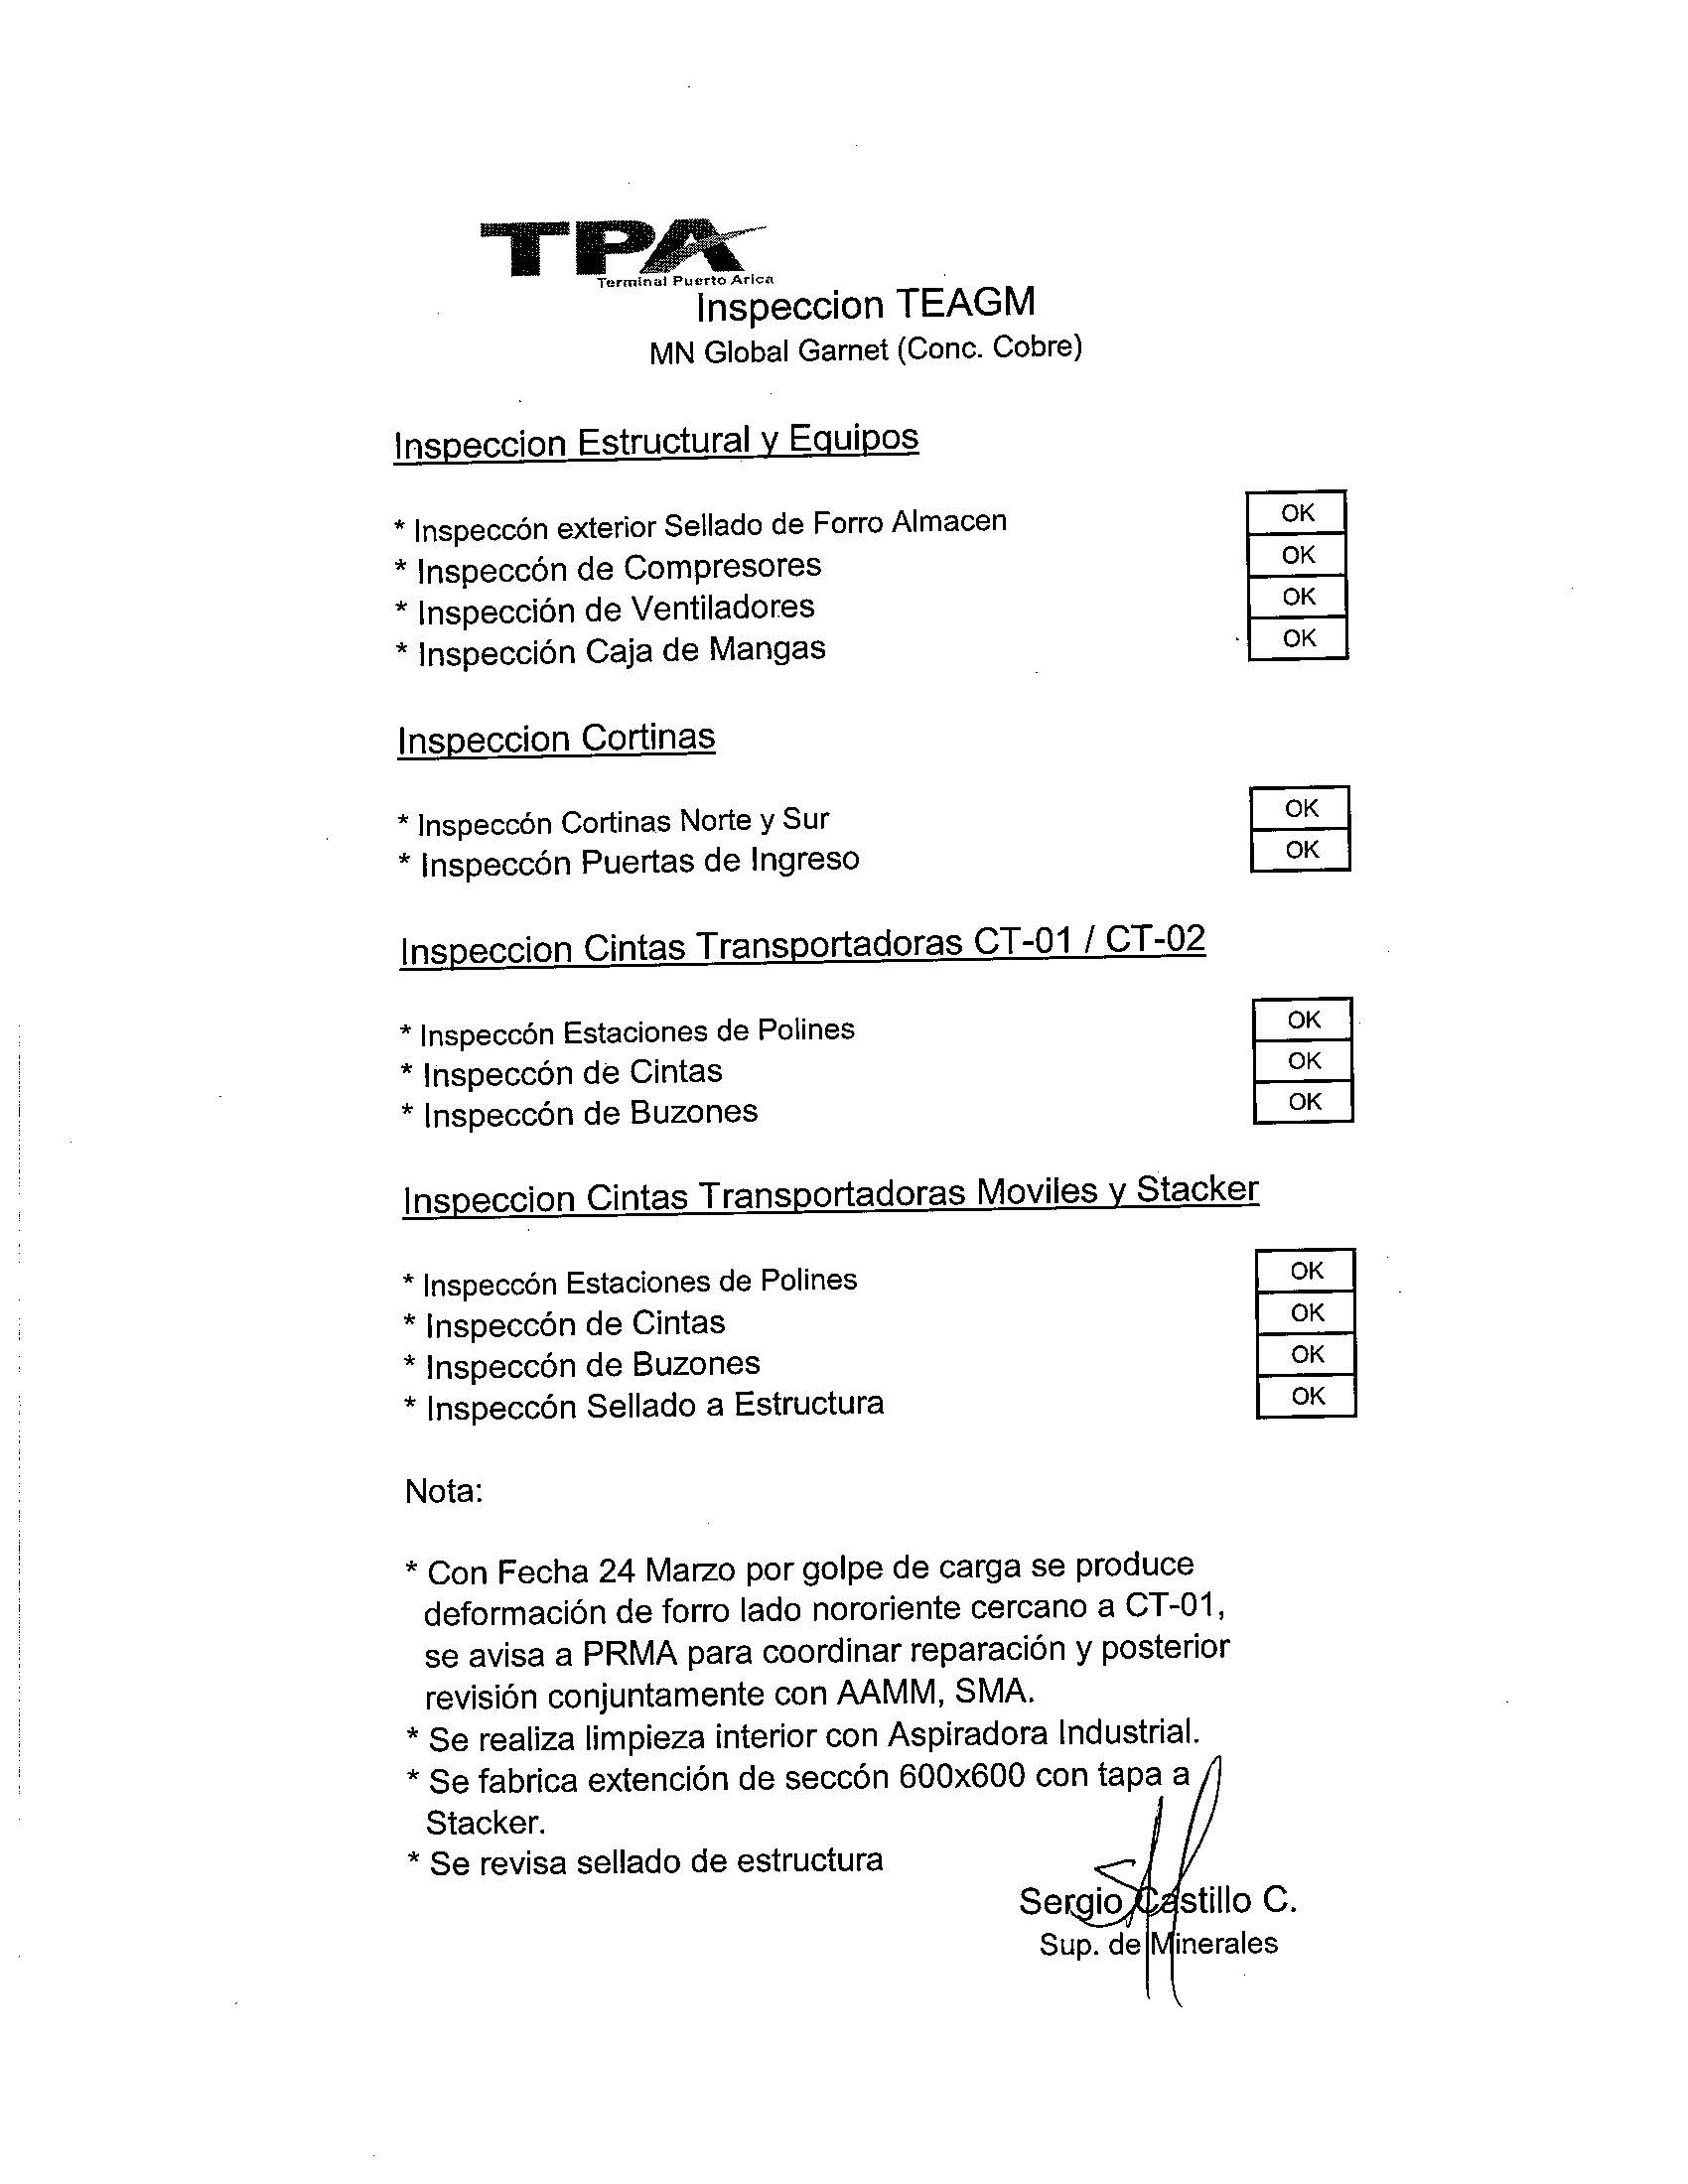 TPA
Terminal Puerto Arica
Inspeccion TEAGM
MN Global Garnet (Conc. Cobre)
Inspeccion Estructural y Equipos
* Inspeccón exterior Sellado de Forro Almacen OK
* Inspeccón de Compresores OK
* Inspección de Ventiladores OK
* Inspección Caja de Mangas OK
Inspeccion Cortinas
* Inspeccón Cortinas Norte y Sur OK
* Inspeccón Puertas de Ingreso OK
Inspeccion Cintas Transportadoras CT-01 / CT-02
* Inspeccón Estaciones de Polines OK
* Inspeccón de Cintas OK
* Inspeccón de Buzones OK
Inspeccion Cintas Transportadoras Moviles y Stacker
* Inspeccón Estaciones de Polines OK
* Inspeccón de Cintas OK
* Inspeccón de Buzones OK
* Inspeccón Sellado a Estructura OK
Nota:
* Con Fecha 24 Marzo por golpe de carga se produce
deformación de forro lado nororiente cercano a CT-01,
se avisa a PRMA para coordinar reparación y posterior
revisión conjuntamente con AAMM, SMA.
* Se realiza limpieza interior con Aspiradora Industrial.
* Se fabrica extención de seccón 600x600 con tapa a
Stacker.
* Se revisa sellado de estructura
Sergio Castillo C.
Sup. de Minerales